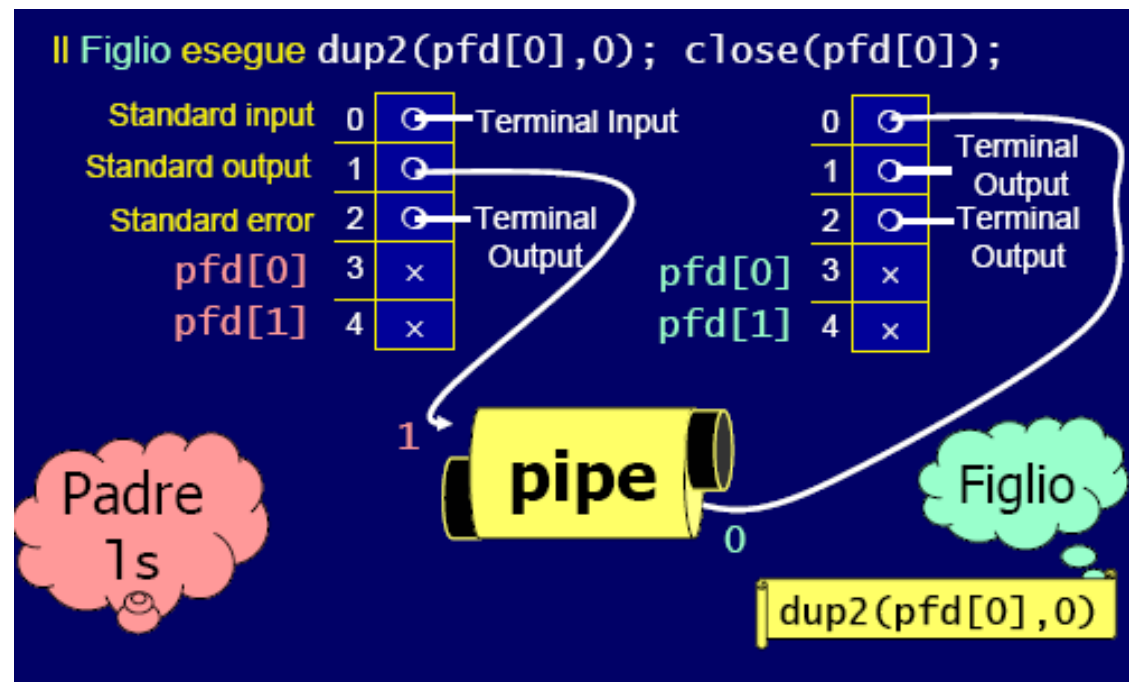 Il Figlio esegue dup2(pfd[0],0); close(pfd[0]);
Standard input 0 Terminal Input
Standard output 1
Standard error 2 Terminal
Output
pfd[0] 3 ×
pfd[1] 4 ×
0
1 Terminal
Output
2 Terminal
Output
pfd[0] 3 ×
pfd[1] 4 ×
1
pipe
0
Padre
ls
Figlio
dup2(pfd[0],0)